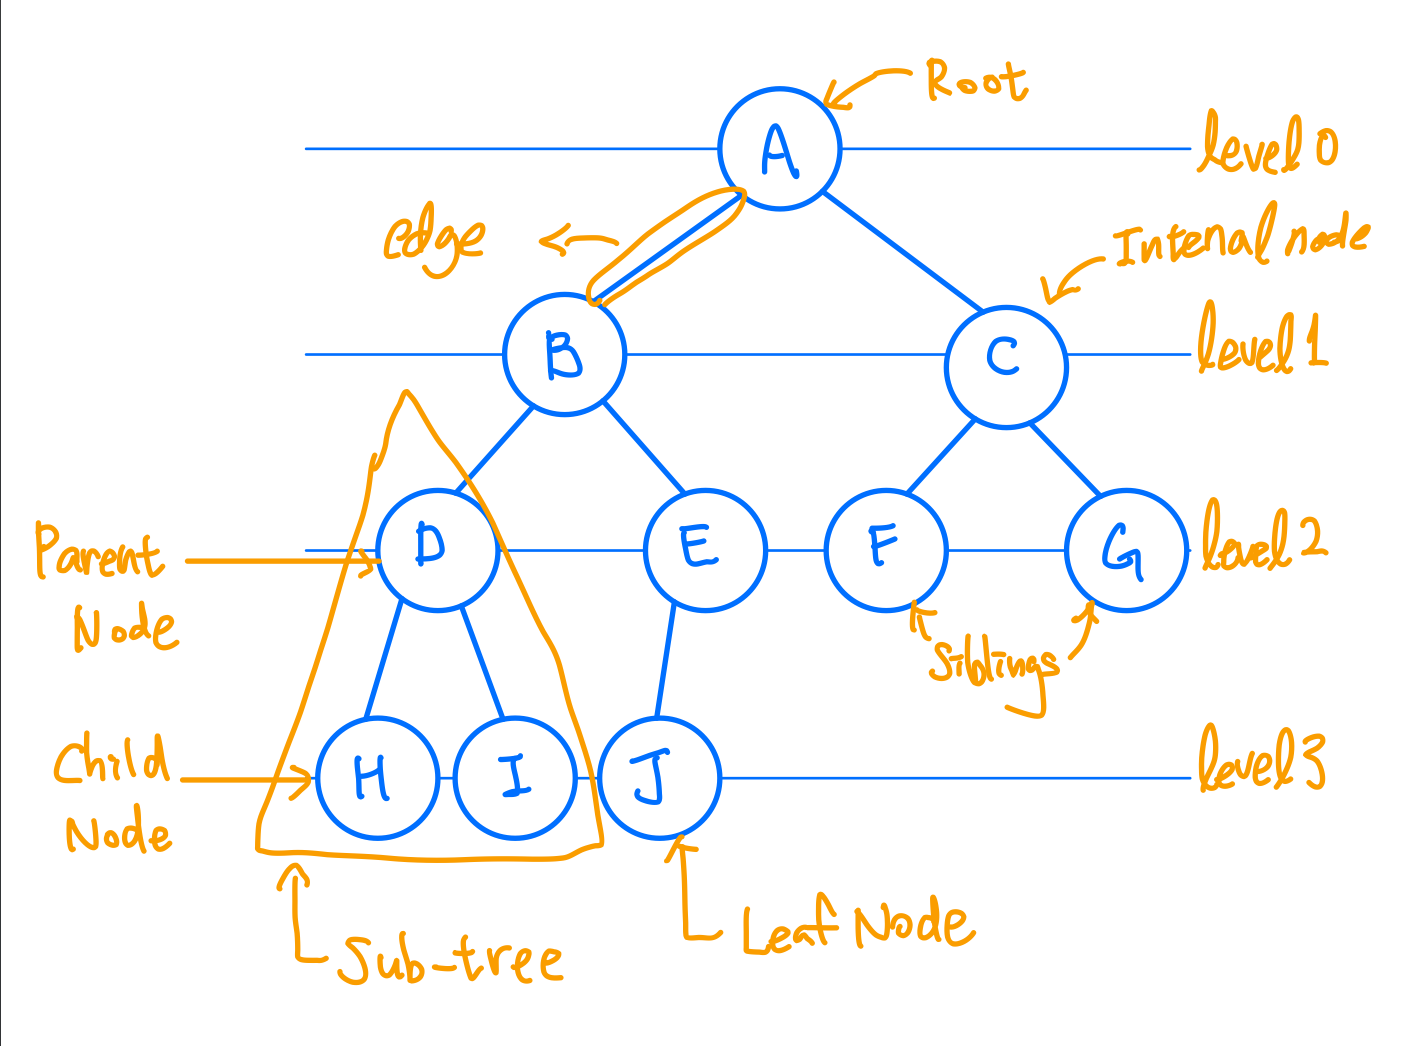 Root
A
level 0
edge
Intenal node
B
C
level 1
D
E
F
G
level 2
Parent
Node
Siblings
H
I
J
level 3
Child
Node
Leaf Node
Sub-tree